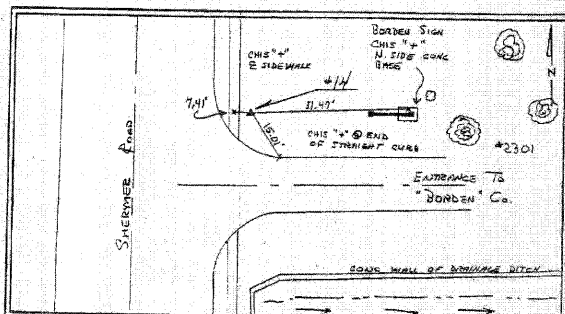 BORDEN SIGN
CHIS "+"
N. SIDE CONC
BASE
CHIS "+"
SIDEWALK
N
7.41'
31.47'
15.01'
CHIS "+" @ END
OF STRAIGHT CURB
#2301
ENTRANCE TO
"BORDEN" CO.
SHERMER ROAD
CONC WALL OF DRAINAGE DITCH